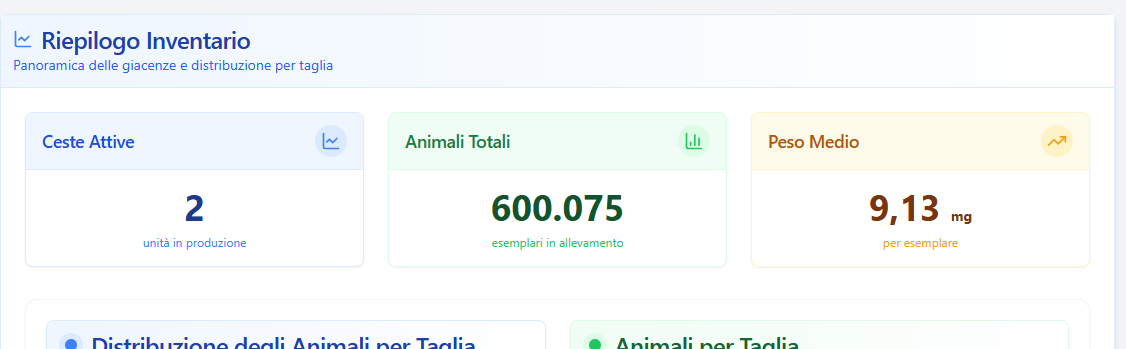 Riepilogo Inventario
Panoramica delle giacenze e distribuzione per taglia
Ceste Attive
Animali Totali
Peso Medio
2
600.075
9,13 mg
unità in produzione
esemplari in allevamento
per esemplare
Distribuzione degli Animali per Taglia
Animali per Taglia